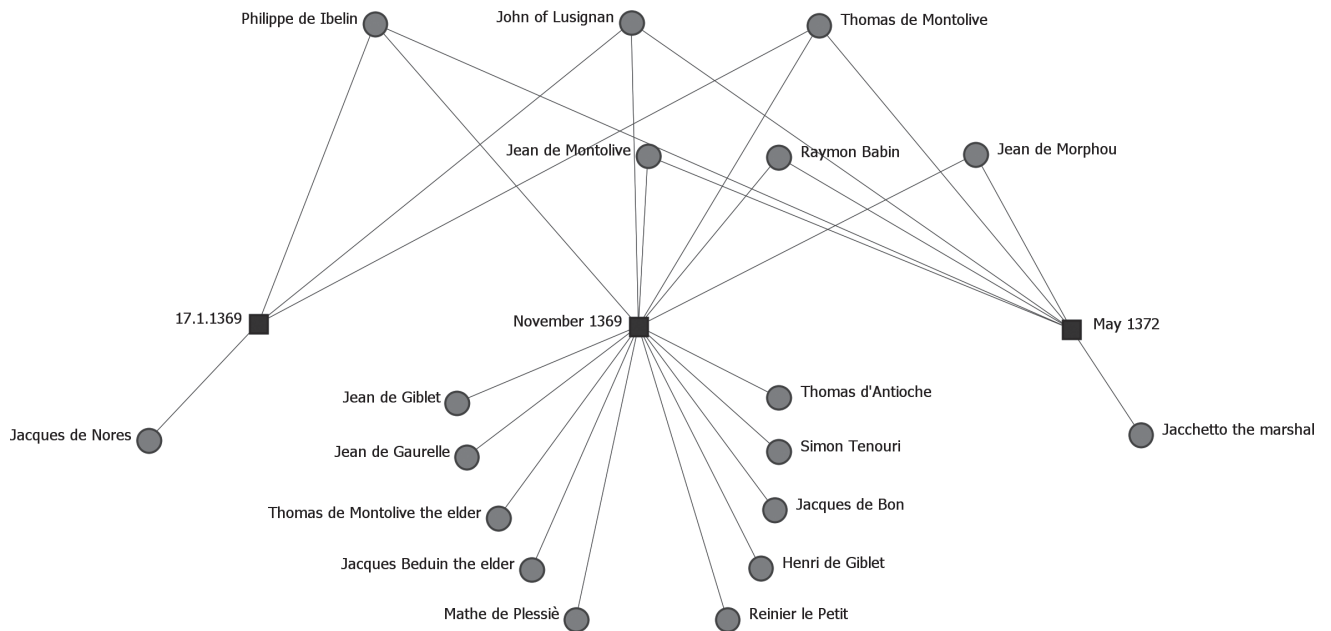 Philippe de Ibelin
John of Lusignan
Thomas de Montolive
Jean de Montolive
Raymon Babin
Jean de Morphou
17.1.1369
November 1369
May 1372
Jean de Giblet
Thomas d'Antioche
Jacques de Nores
Jacchetto the marshal
Jean de Gaurelle
Simon Tenouri
Thomas de Montolive the elder
Jacques de Bon
Jacques Beduin the elder
Henri de Giblet
Mathe de Plessiè
Reinier le Petit